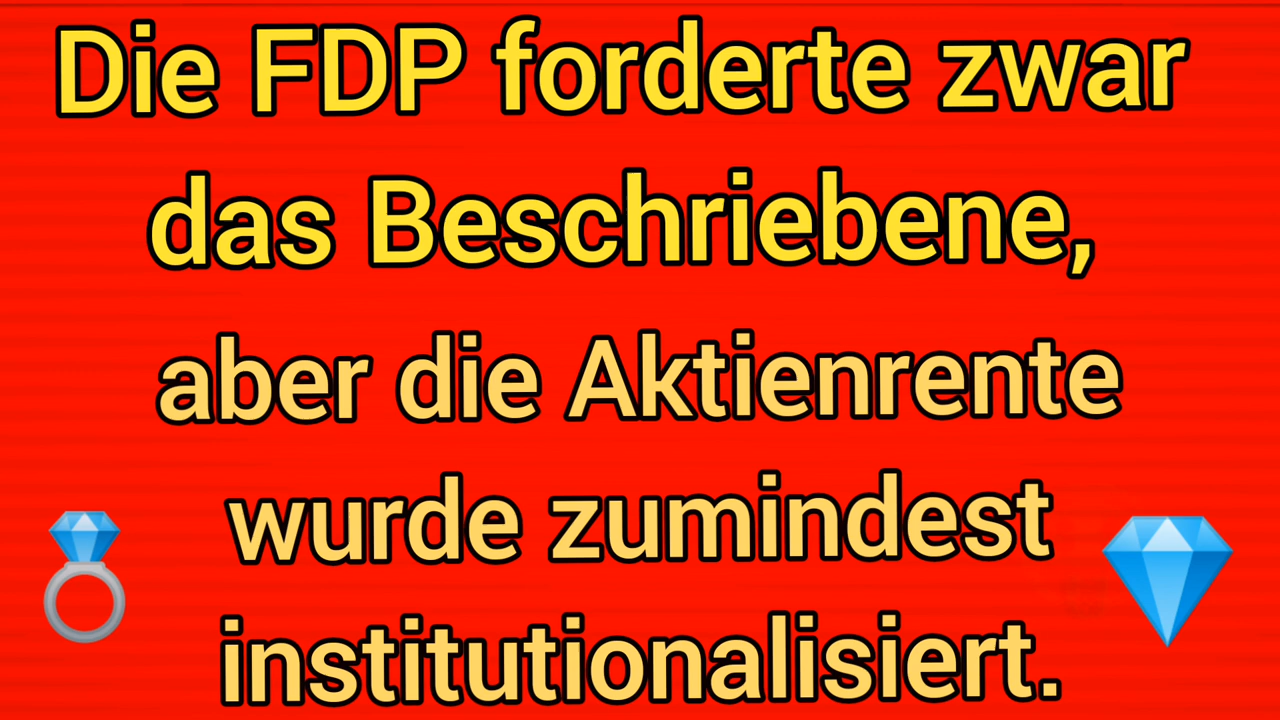 Die FDP forderte zwar
das Beschriebene,
aber die Aktienrente
wurde zumindest
institutionalisiert.